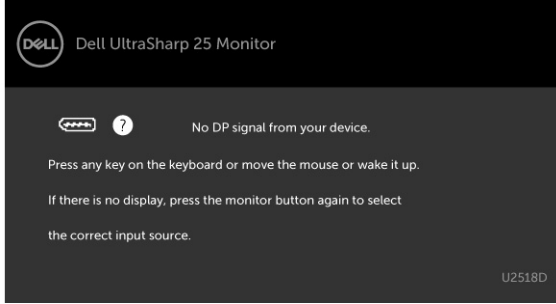 DELL Dell UltraSharp 25 Monitor
? No DP signal from your device.
Press any key on the keyboard or move the mouse or wake it up.
If there is no display, press the monitor button again to select
the correct input source.
U2518D